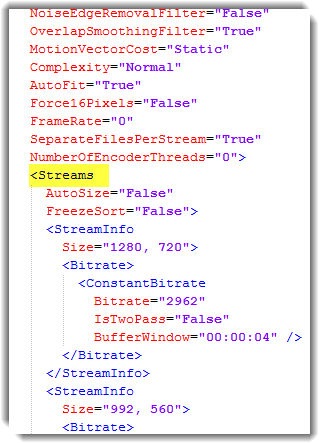 NoiseEdgeRemovalFilter="False"
OverlapSmoothingFilter="True"
MotionVectorCost="Static"
Complexity="Normal"
AutoFit="True"
Force16Pixels="False"
FrameRate="0"
SeparateFilesPerStream="True"
NumberOfEncoderThreads="0">
<Streams
AutoSize="False"
FreezeSort="False">
<StreamInfo
Size="1280, 720">
<Bitrate>
<ConstantBitrate
Bitrate="2962"
IsTwoPass="False"
BufferWindow="00:00:04" />
</Bitrate>
</StreamInfo>
<StreamInfo
Size="992, 560">
<Bitrate>